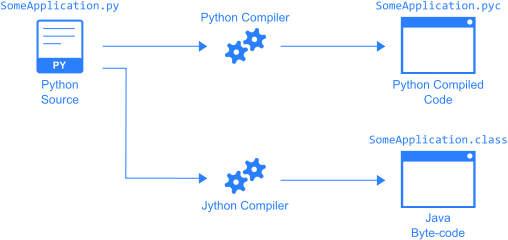 SomeApplication.py
PY
Python
Source
Python Compiler
SomeApplication.pyc
Python Compiled
Code
Jython Compiler
SomeApplication.class
Java
Byte-code